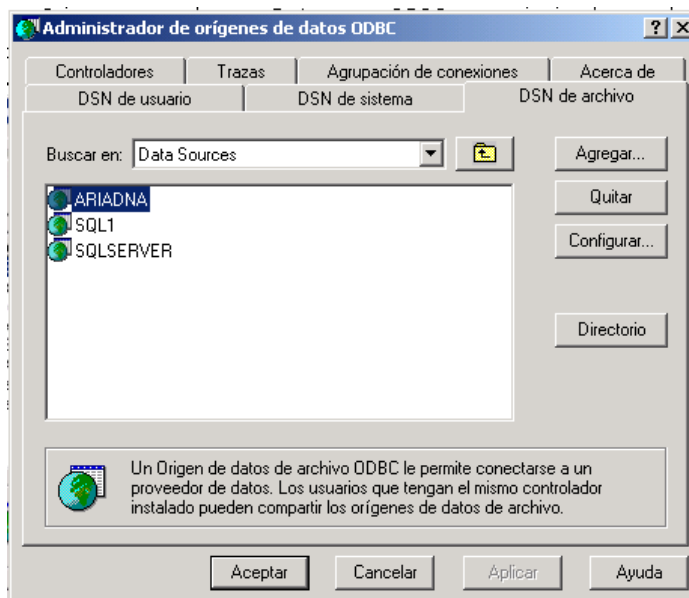 Administrador de orígenes de datos ODBC
Controladores
Trazas
Agrupación de conexiones
Acerca de
DSN de usuario
DSN de sistema
DSN de archivo
Buscar en:
Data Sources
Agregar...
ARIADNA
SQL1
SQLSERVER
Quitar
Configurar...
Directorio
Un Origen de datos de archivo ODBC le permite conectarse a un
proveedor de datos. Los usuarios que tengan el mismo controlador
instalado pueden compartir los orígenes de datos de archivo.
Aceptar
Cancelar
Aplicar
Ayuda